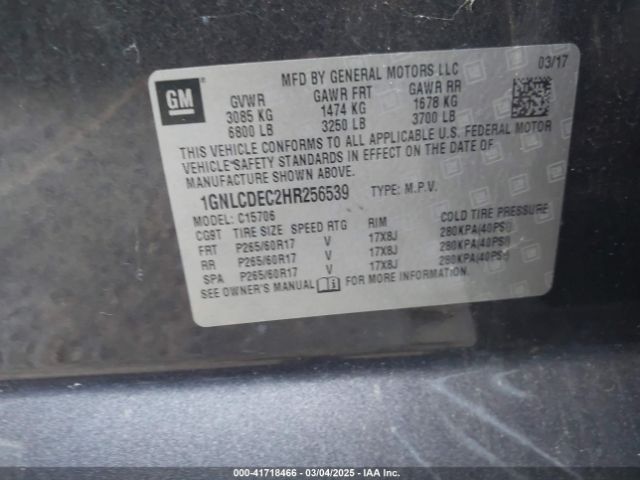 GM
MFD BY GENERAL MOTORS LLC 03/17
GVWR GAWR FRT GAWR RR
3085 KG 1474 KG 1678 KG
6800 LB 3250 LB 3700 LB
THIS VEHICLE CONFORMS TO ALL APPLICABLE U.S. FEDERAL MOTOR
VEHICLE SAFETY STANDARDS IN EFFECT ON THE DATE OF
MANUFACTURE SHOWN ABOVE.
1GNLCDEC2HR256539 TYPE: M.P.V.
MODEL: C15706
CG9T TIRE SIZE SPEED RTG RIM COLD TIRE PRESSURE
FRT P265/60R17 V 17X8J 280KPA(40PSI)
RR P265/60R17 V 17X8J 280KPA(40PSI)
SPA P265/60R17 V 17X8J 280KPA(40PSI)
SEE OWNER'S MANUAL FOR MORE INFORMATION
000-41718466 — 03/04/2025 — IAA Inc.